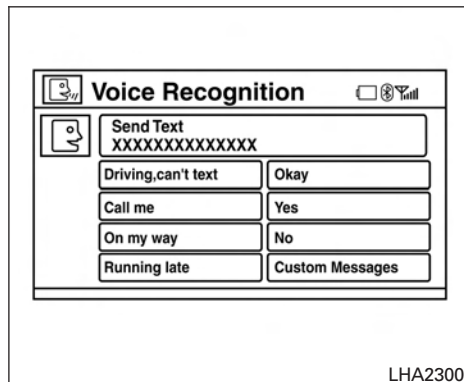 Voice Recognition
Send Text
XXXXXXXXXXXXXX
Driving,can't text
Okay
Call me
Yes
On my way
No
Running late
Custom Messages
LHA2300